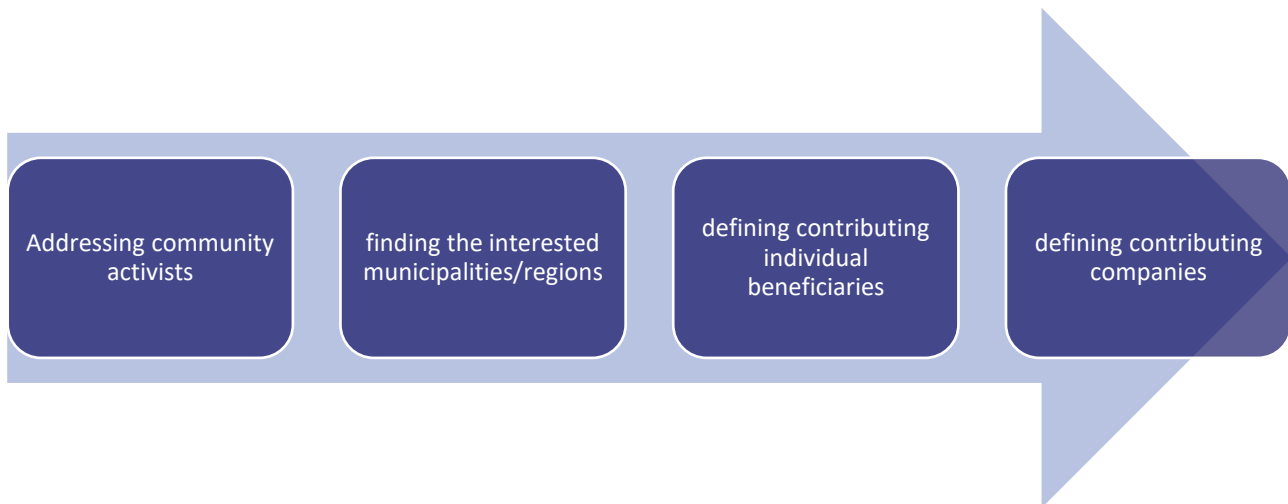 Addressing community
activists
finding the interested
municipalities/regions
defining contributing
individual
beneficiaries
defining contributing
companies